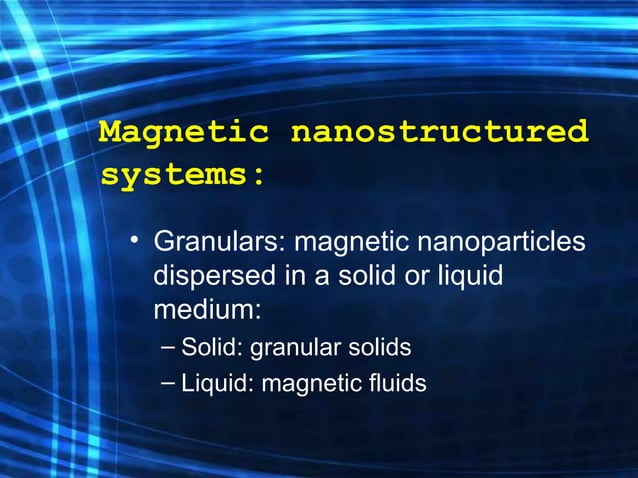 Magnetic nanostructured
systems:
• Granulars: magnetic nanoparticles
dispersed in a solid or liquid
medium:
– Solid: granular solids
– Liquid: magnetic fluids